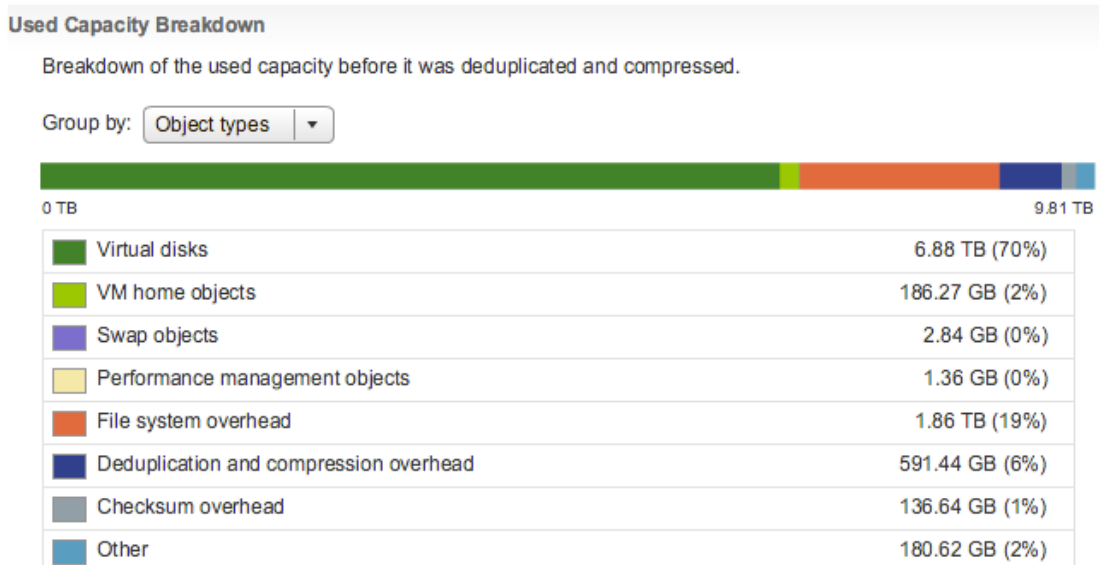 Used Capacity Breakdown
Breakdown of the used capacity before it was deduplicated and compressed.
Group by: Object types
0 TB 9.81 TB
Virtual disks 6.88 TB (70%)
VM home objects 186.27 GB (2%)
Swap objects 2.84 GB (0%)
Performance management objects 1.36 GB (0%)
File system overhead 1.86 TB (19%)
Deduplication and compression overhead 591.44 GB (6%)
Checksum overhead 136.64 GB (1%)
Other 180.62 GB (2%)